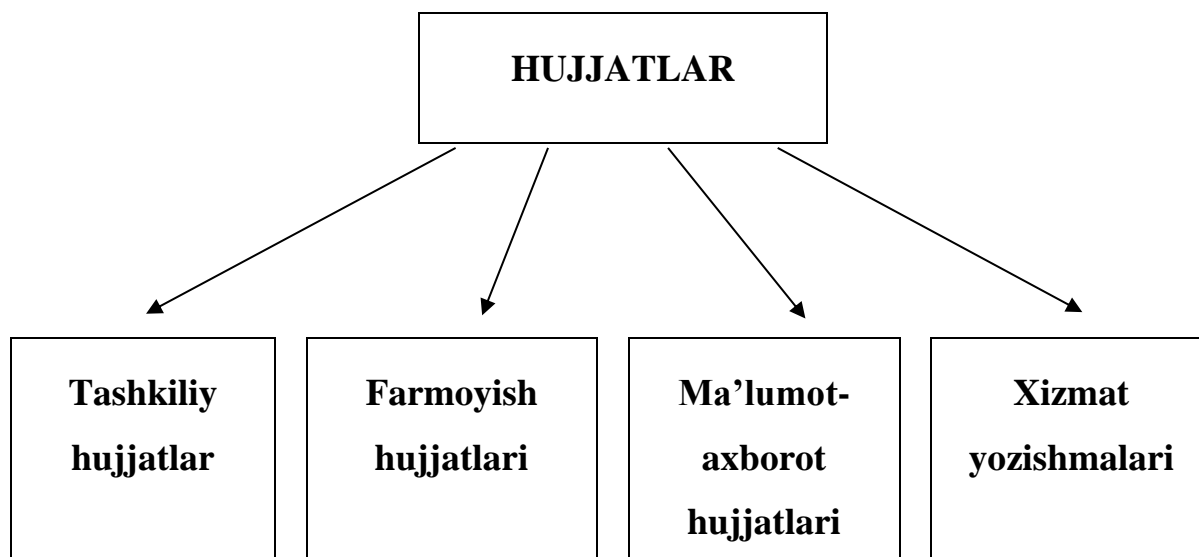 HUJJATLAR
Tashkiliy
hujjatlar
Farmoyish
hujjatlari
Ma’lumot-
axborot
hujjatlari
Xizmat
yozishmalari